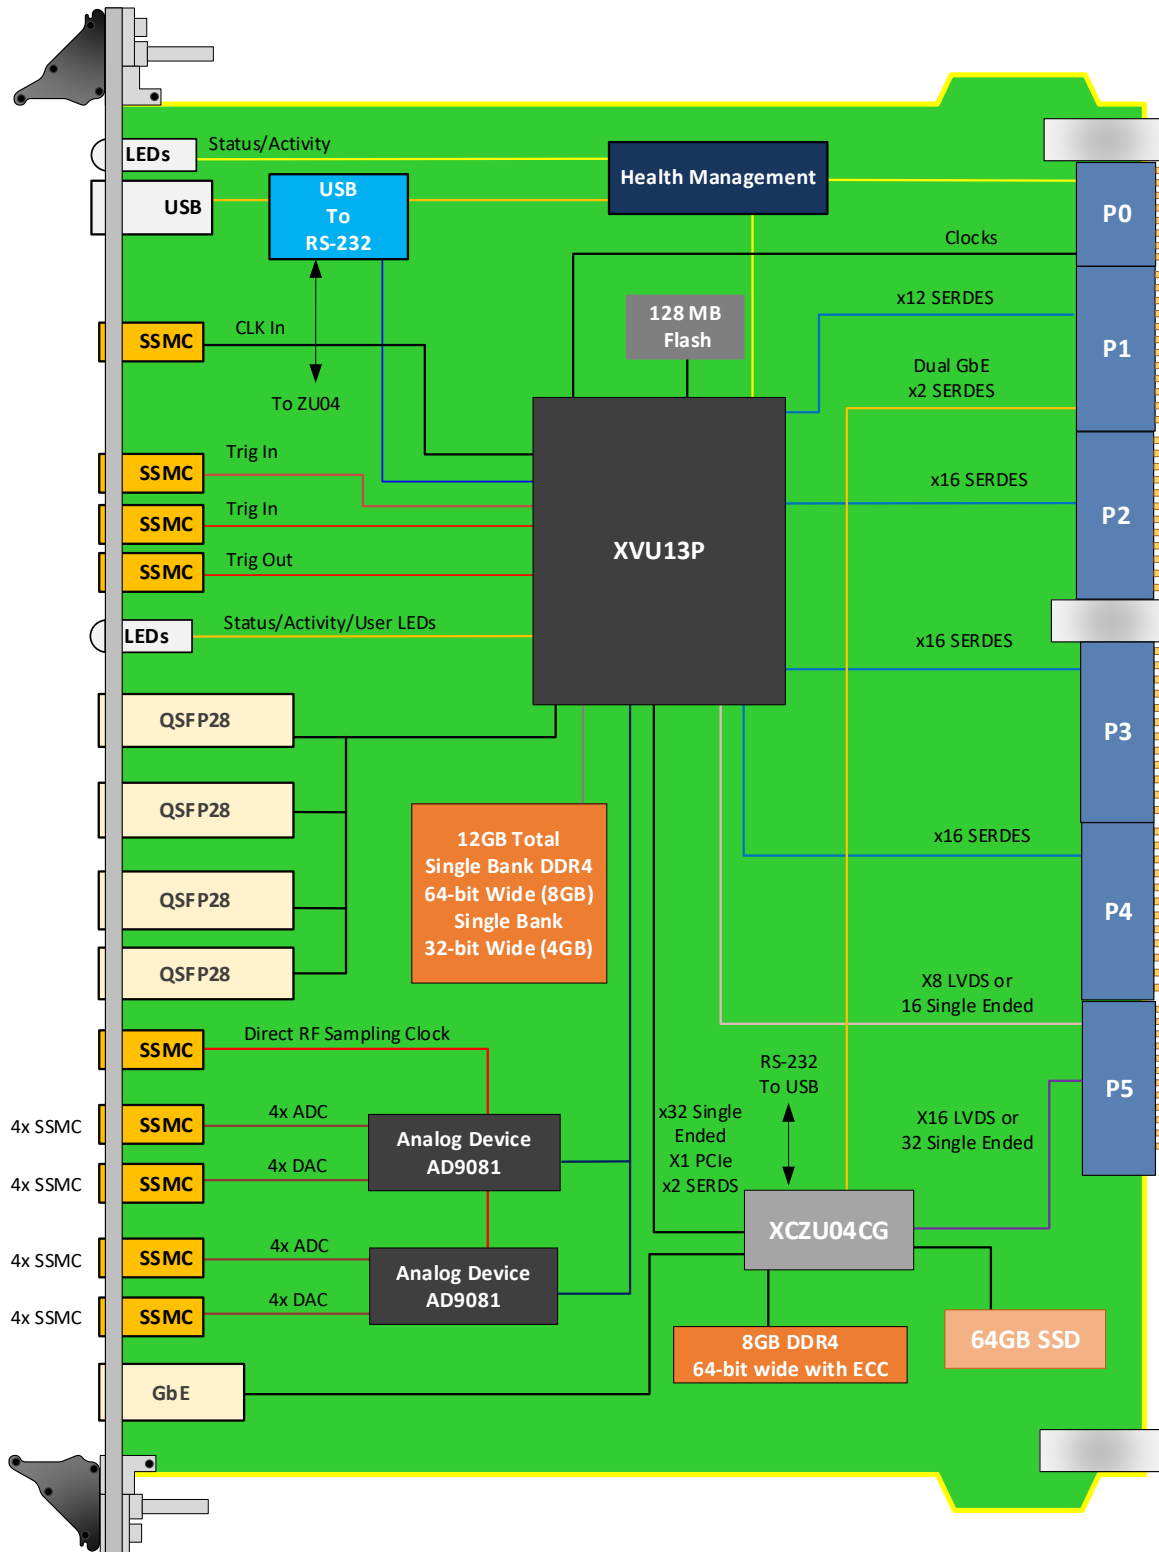 LEDs
Status/Activity
Health Management
USB
USB
To
RS-232
P0
Clocks
SSMC
CLK In
To ZU04
128 MB
Flash
x12 SERDES
P1
Dual GbE
x2 SERDES
SSMC
Trig In
SSMC
Trig In
SSMC
Trig Out
XVU13P
x16 SERDES
P2
LEDs
Status/Activity/User LEDs
x16 SERDES
P3
QSFP28
QSFP28
QSFP28
QSFP28
12GB Total
Single Bank DDR4
64-bit Wide (8GB)
Single Bank
32-bit Wide (4GB)
x16 SERDES
P4
X8 LVDS or
16 Single Ended
SSMC
Direct RF Sampling Clock
RS-232
To USB
P5
4x SSMC
SSMC
4x ADC
Analog Device
AD9081
x32 Single
Ended
X1 PCIe
x2 SERDS
X16 LVDS or
32 Single Ended
4x SSMC
SSMC
4x DAC
XCZU04CG
4x SSMC
SSMC
4x ADC
Analog Device
AD9081
4x SSMC
SSMC
4x DAC
8GB DDR4
64-bit wide with ECC
64GB SSD
GbE